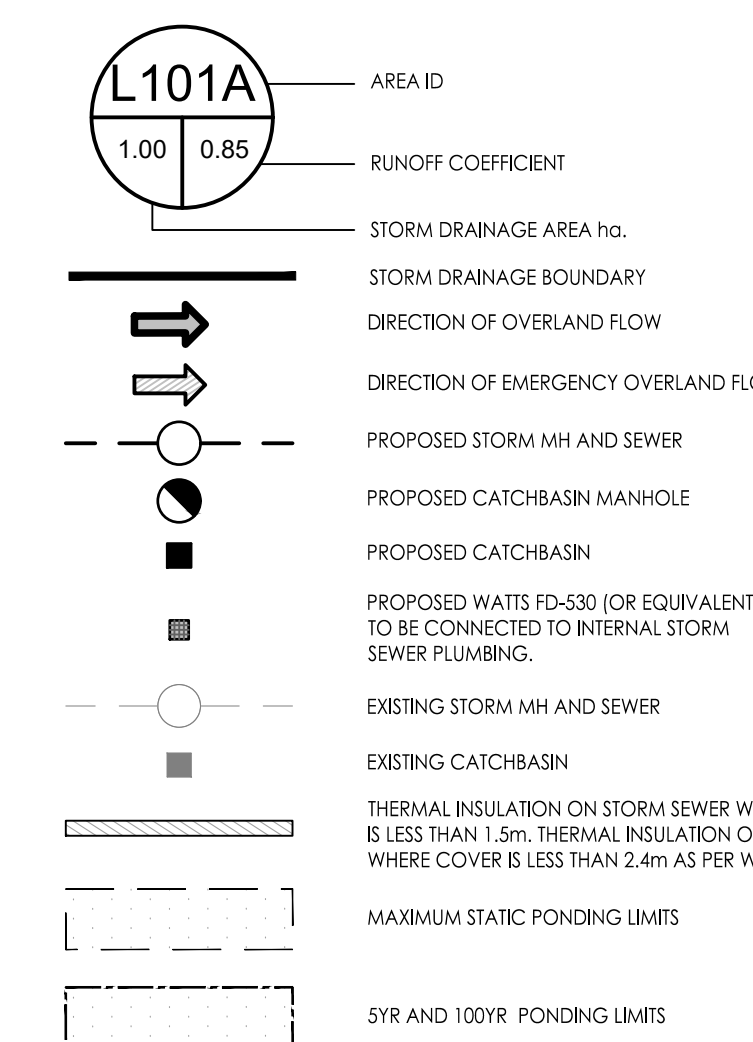 L101A
AREA ID
1.00
0.85
RUNOFF COEFFICIENT
STORM DRAINAGE AREA ha.
STORM DRAINAGE BOUNDARY
DIRECTION OF OVERLAND FLOW
DIRECTION OF EMERGENCY OVERLAND
PROPOSED STORM MH AND SEWER
PROPOSED CATCHBASIN MANHOLE
PROPOSED CATCHBASIN
PROPOSED WATTS FD-530 (OR EQUIVALENT
TO BE CONNECTED TO INTERNAL STORM
SEWER PLUMBING.
EXISTING STORM MH AND SEWER
EXISTING CATCHBASIN
THERMAL INSULATION ON STORM SEWER
IS LESS THAN 1.5m. THERMAL INSULATION
WHERE COVER IS LESS THAN 2.4m AS PER
MAXIMUM STATIC PONDING LIMITS
5YR AND 100YR PONDING LIMITS